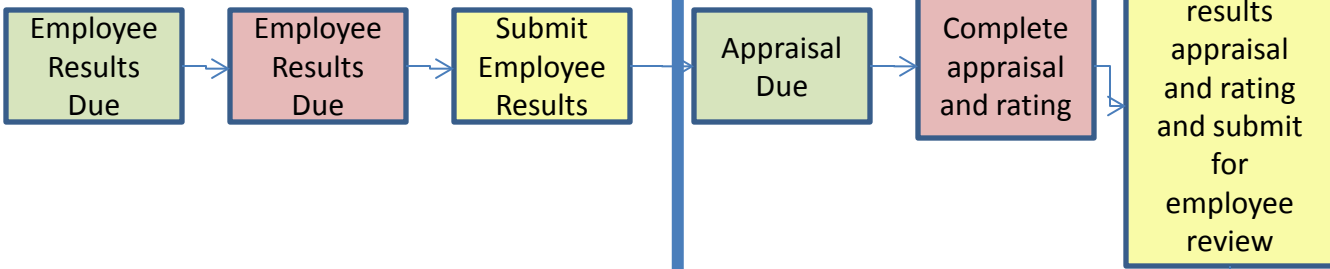 Employee
Results
Due
Employee
Results
Due
Submit
Employee
Results
Appraisal
Due
Complete
appraisal
and rating
results
appraisal
and rating
and submit
for
employee
review